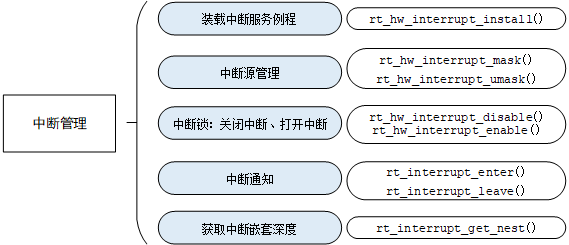 中断管理
装载中断服务例程
rt_hw_interrupt_install()
中断源管理
rt_hw_interrupt_mask()
rt_hw_interrupt_umask()
中断锁：关闭中断、打开中断
rt_hw_interrupt_disable()
rt_hw_interrupt_enable()
中断通知
rt_interrupt_enter()
rt_interrupt_leave()
获取中断嵌套深度
rt_interrupt_get_nest()